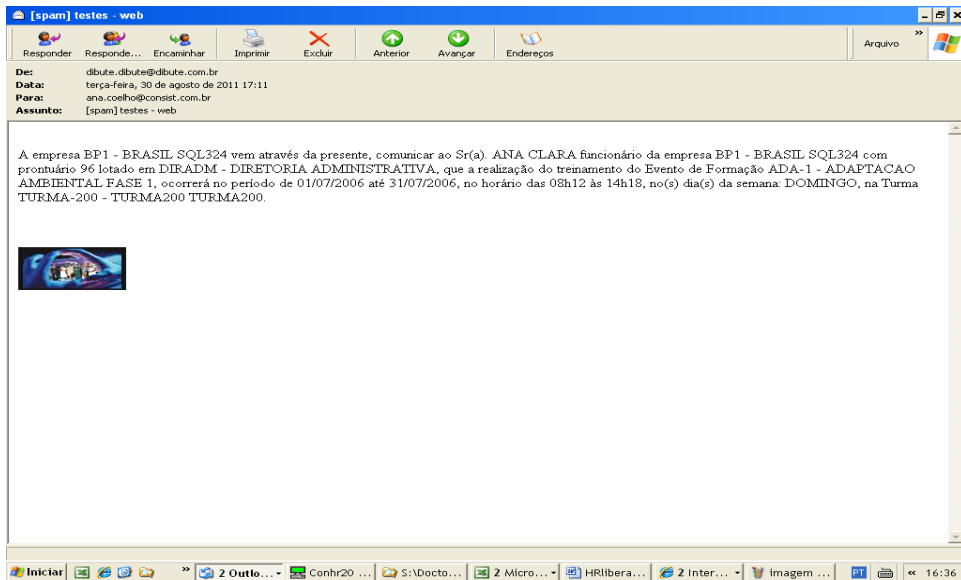 [spam] testes - web
Responder Responde... Encaminhar Imprimir Excluir Anterior Avançar Endereços Arquivo »
De: dibute.dibute@dibute.com.br
Data: terça-feira, 30 de agosto de 2011 17:11
Para: ana.coelho@consist.com.br
Assunto: [spam] testes - web
A empresa BP1 - BRASIL SQL324 vem através da presente, comunicar ao Sr(a). ANA CLARA funcionário da empresa BP1 - BRASIL SQL324 com
prontuário 96 lotado em DIRADM - DIRETORIA ADMINISTRATIVA, que a realização do treinamento do Evento de Formação ADA-1 - ADAPTACAO
AMBIENTAL FASE 1, ocorrerá no período de 01/07/2006 até 31/07/2006, no horário das 08h12 às 14h18, no(s) dia(s) da semana: DOMINGO, na Turma
TURMA-200 - TURMA200 TURMA200.
Iniciar » 2 Outlo... Conhr20 ... S:\Docto... 2 Micro... HRlibera... 2 Inter... imagem ... PT « 16:36